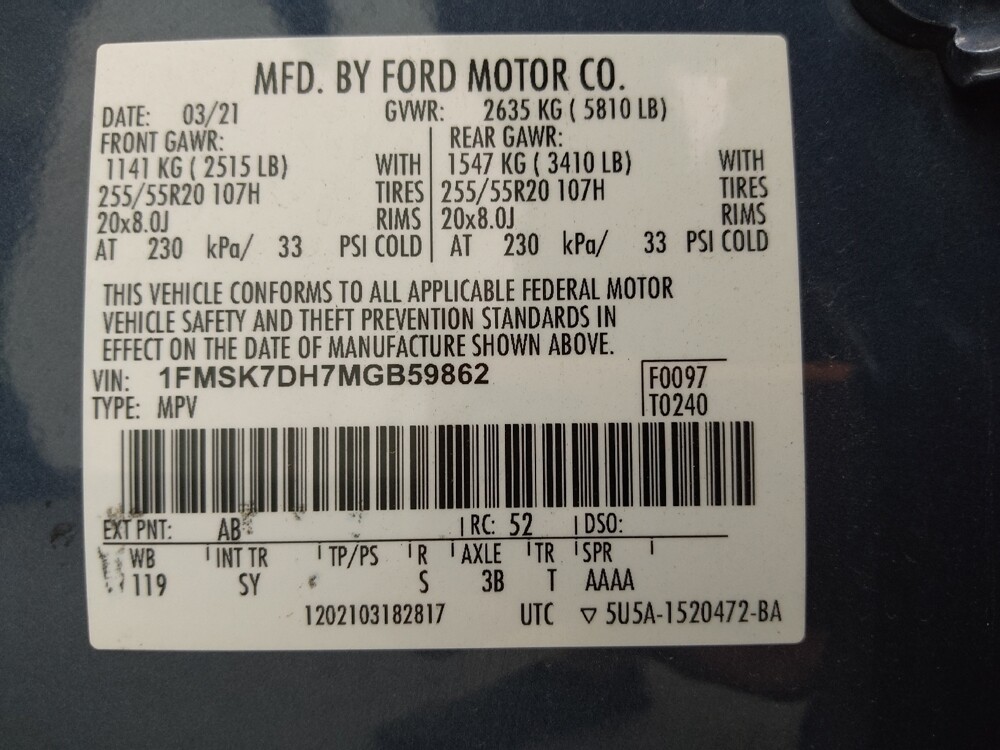 MFD. BY FORD MOTOR CO.
DATE: 03/21 GVWR: 2635 KG ( 5810 LB)
FRONT GAWR: REAR GAWR:
1141 KG ( 2515 LB) WITH 1547 KG ( 3410 LB) WITH
255/55R20 107H TIRES 255/55R20 107H TIRES
20x8.0J RIMS 20x8.0J RIMS
AT 230 kPa/ 33 PSI COLD AT 230 kPa/ 33 PSI COLD
THIS VEHICLE CONFORMS TO ALL APPLICABLE FEDERAL MOTOR
VEHICLE SAFETY AND THEFT PREVENTION STANDARDS IN
EFFECT ON THE DATE OF MANUFACTURE SHOWN ABOVE.
VIN: 1FMSK7DH7MGB59862 F0097
TYPE: MPV T0240
EXT PNT: AB RC: 52 DSO:
WB INT TR TP/PS R AXLE TR SPR
119 SY S 3B T AAAA
1202103182817 UTC ▽ 5U5A-1520472-BA